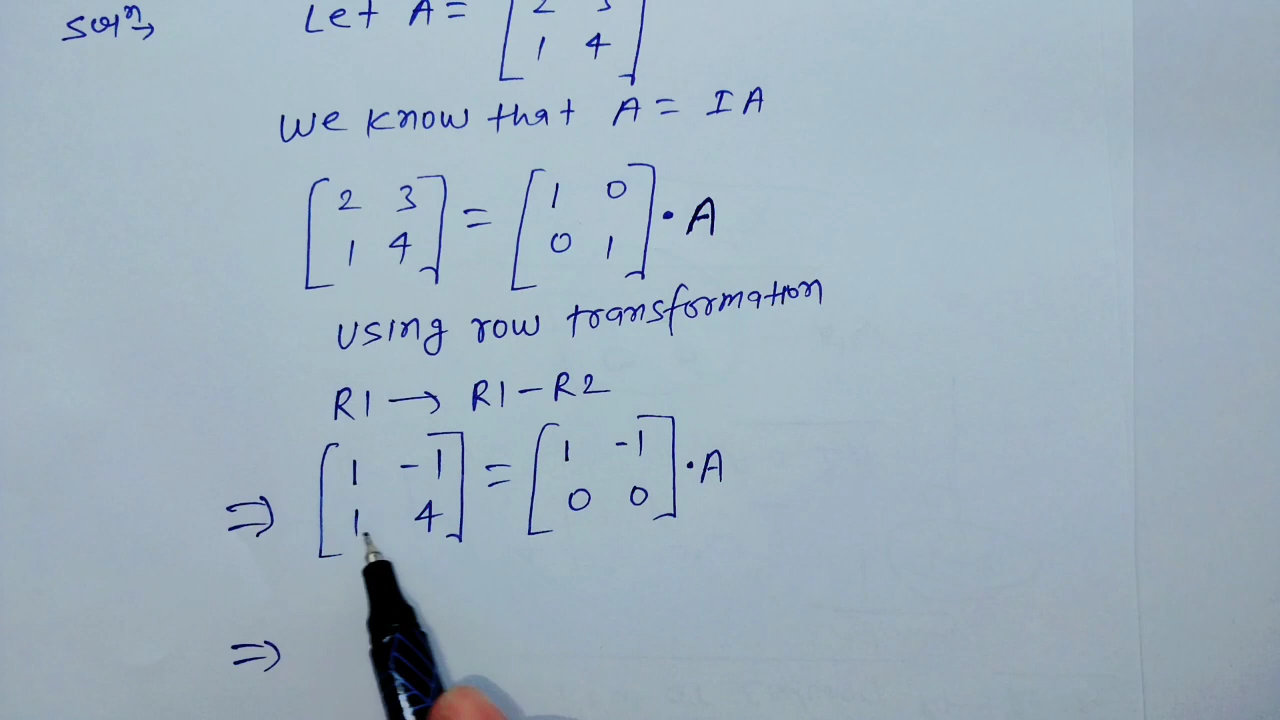 Solⁿ→ Let A = [2 3
1 4]
We know that A = IA
[2 3
1 4] = [1 0
0 1] · A
Using row transformation
R1 → R1 - R2
⇒ [1 -1
1 4] = [1 -1
0 0] · A
⇒